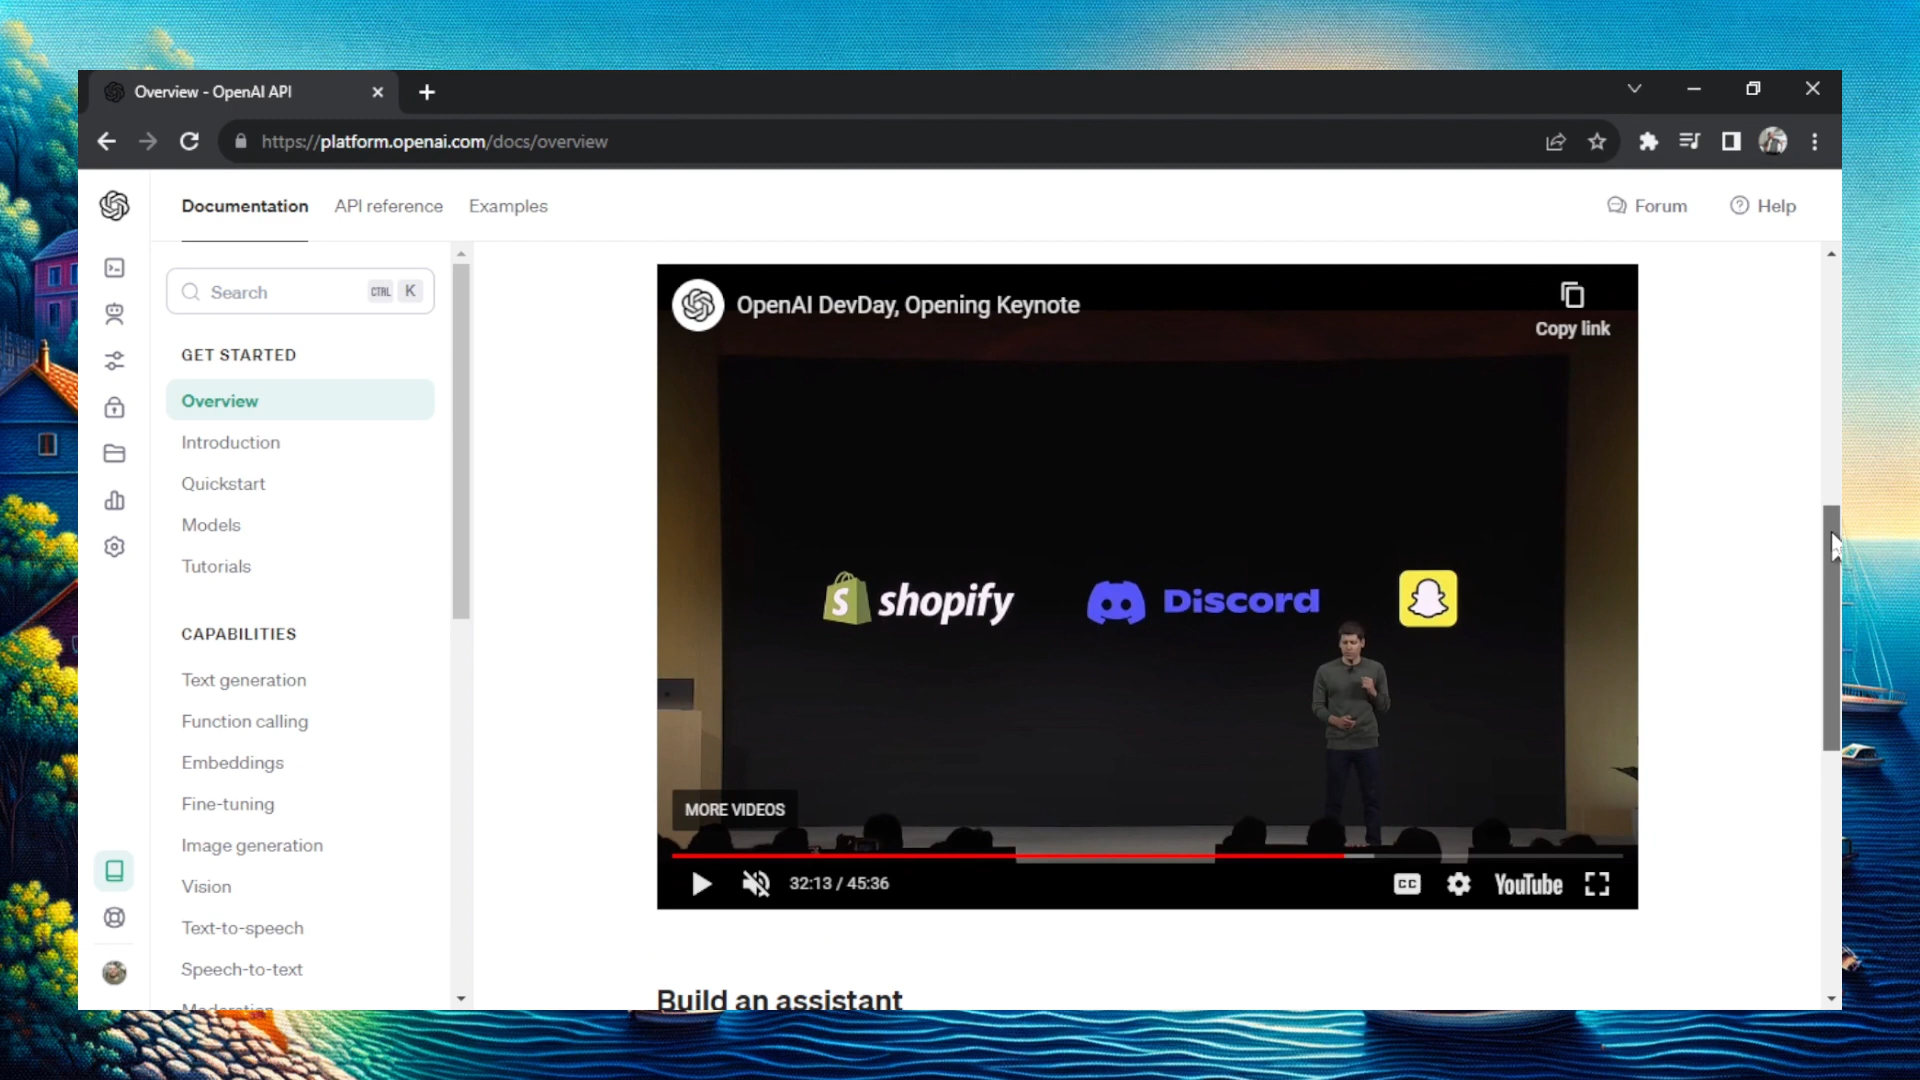 Overview - OpenAI API
https://platform.openai.com/docs/overview
Documentation
API reference
Examples
Forum
Help
Search
CTRL
K
GET STARTED
Overview
Introduction
Quickstart
Models
Tutorials
CAPABILITIES
Text generation
Function calling
Embeddings
Fine-tuning
Image generation
Vision
Text-to-speech
Speech-to-text
Moderation
OpenAI DevDay, Opening Keynote
Copy link
shopify
Discord
MORE VIDEOS
32:13 / 45:36
CC
YouTube
Build an assistant